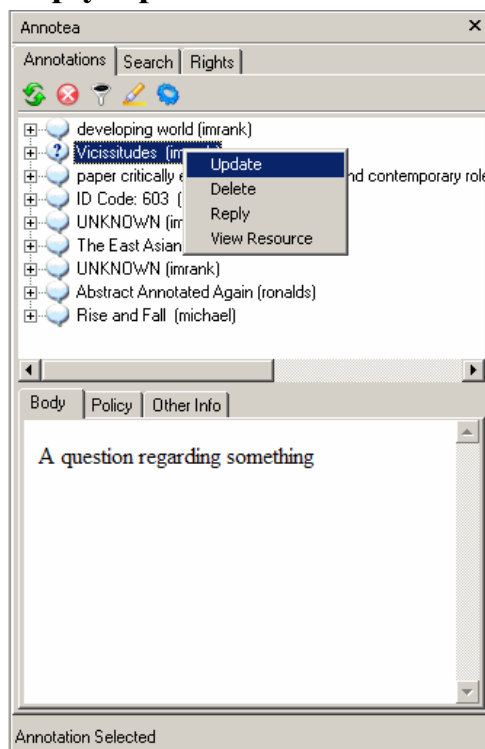 Annotea
Annotations Search Rights
developing world (imrank)
Vicissitudes (im
Update
paper critically e nd contemporary role
Delete
ID Code: 603 (
Reply
UNKNOWN (im
View Resource
The East Asian
UNKNOWN (imrank)
Abstract Annotated Again (ronalds)
Rise and Fall (michael)
Body Policy Other Info
A question regarding something
Annotation Selected